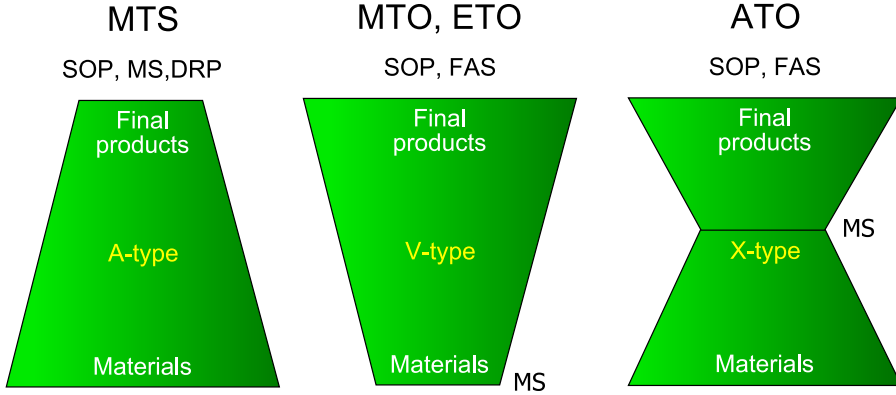 MTS
SOP, MS,DRP
Final
products
A-type
Materials
MTO, ETO
SOP, FAS
Final
products
V-type
Materials
MS
ATO
SOP, FAS
Final
products
MS
X-type
Materials